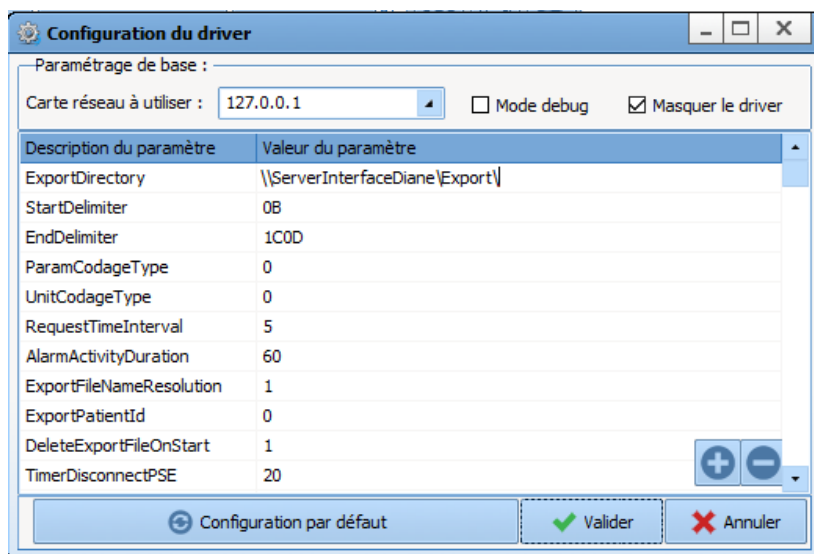 Configuration du driver
Paramétrage de base :
Carte réseau à utiliser : 127.0.0.1 Mode debug Masquer le driver
Description du paramètre Valeur du paramètre
ExportDirectory \\ServerInterfaceDiane\Export\
StartDelimiter 0B
EndDelimiter 1C0D
ParamCodageType 0
UnitCodageType 0
RequestTimeInterval 5
AlarmActivityDuration 60
ExportFileNameResolution 1
ExportPatientId 0
DeleteExportFileOnStart 1
TimerDisconnectPSE 20
Configuration par défaut Valider Annuler